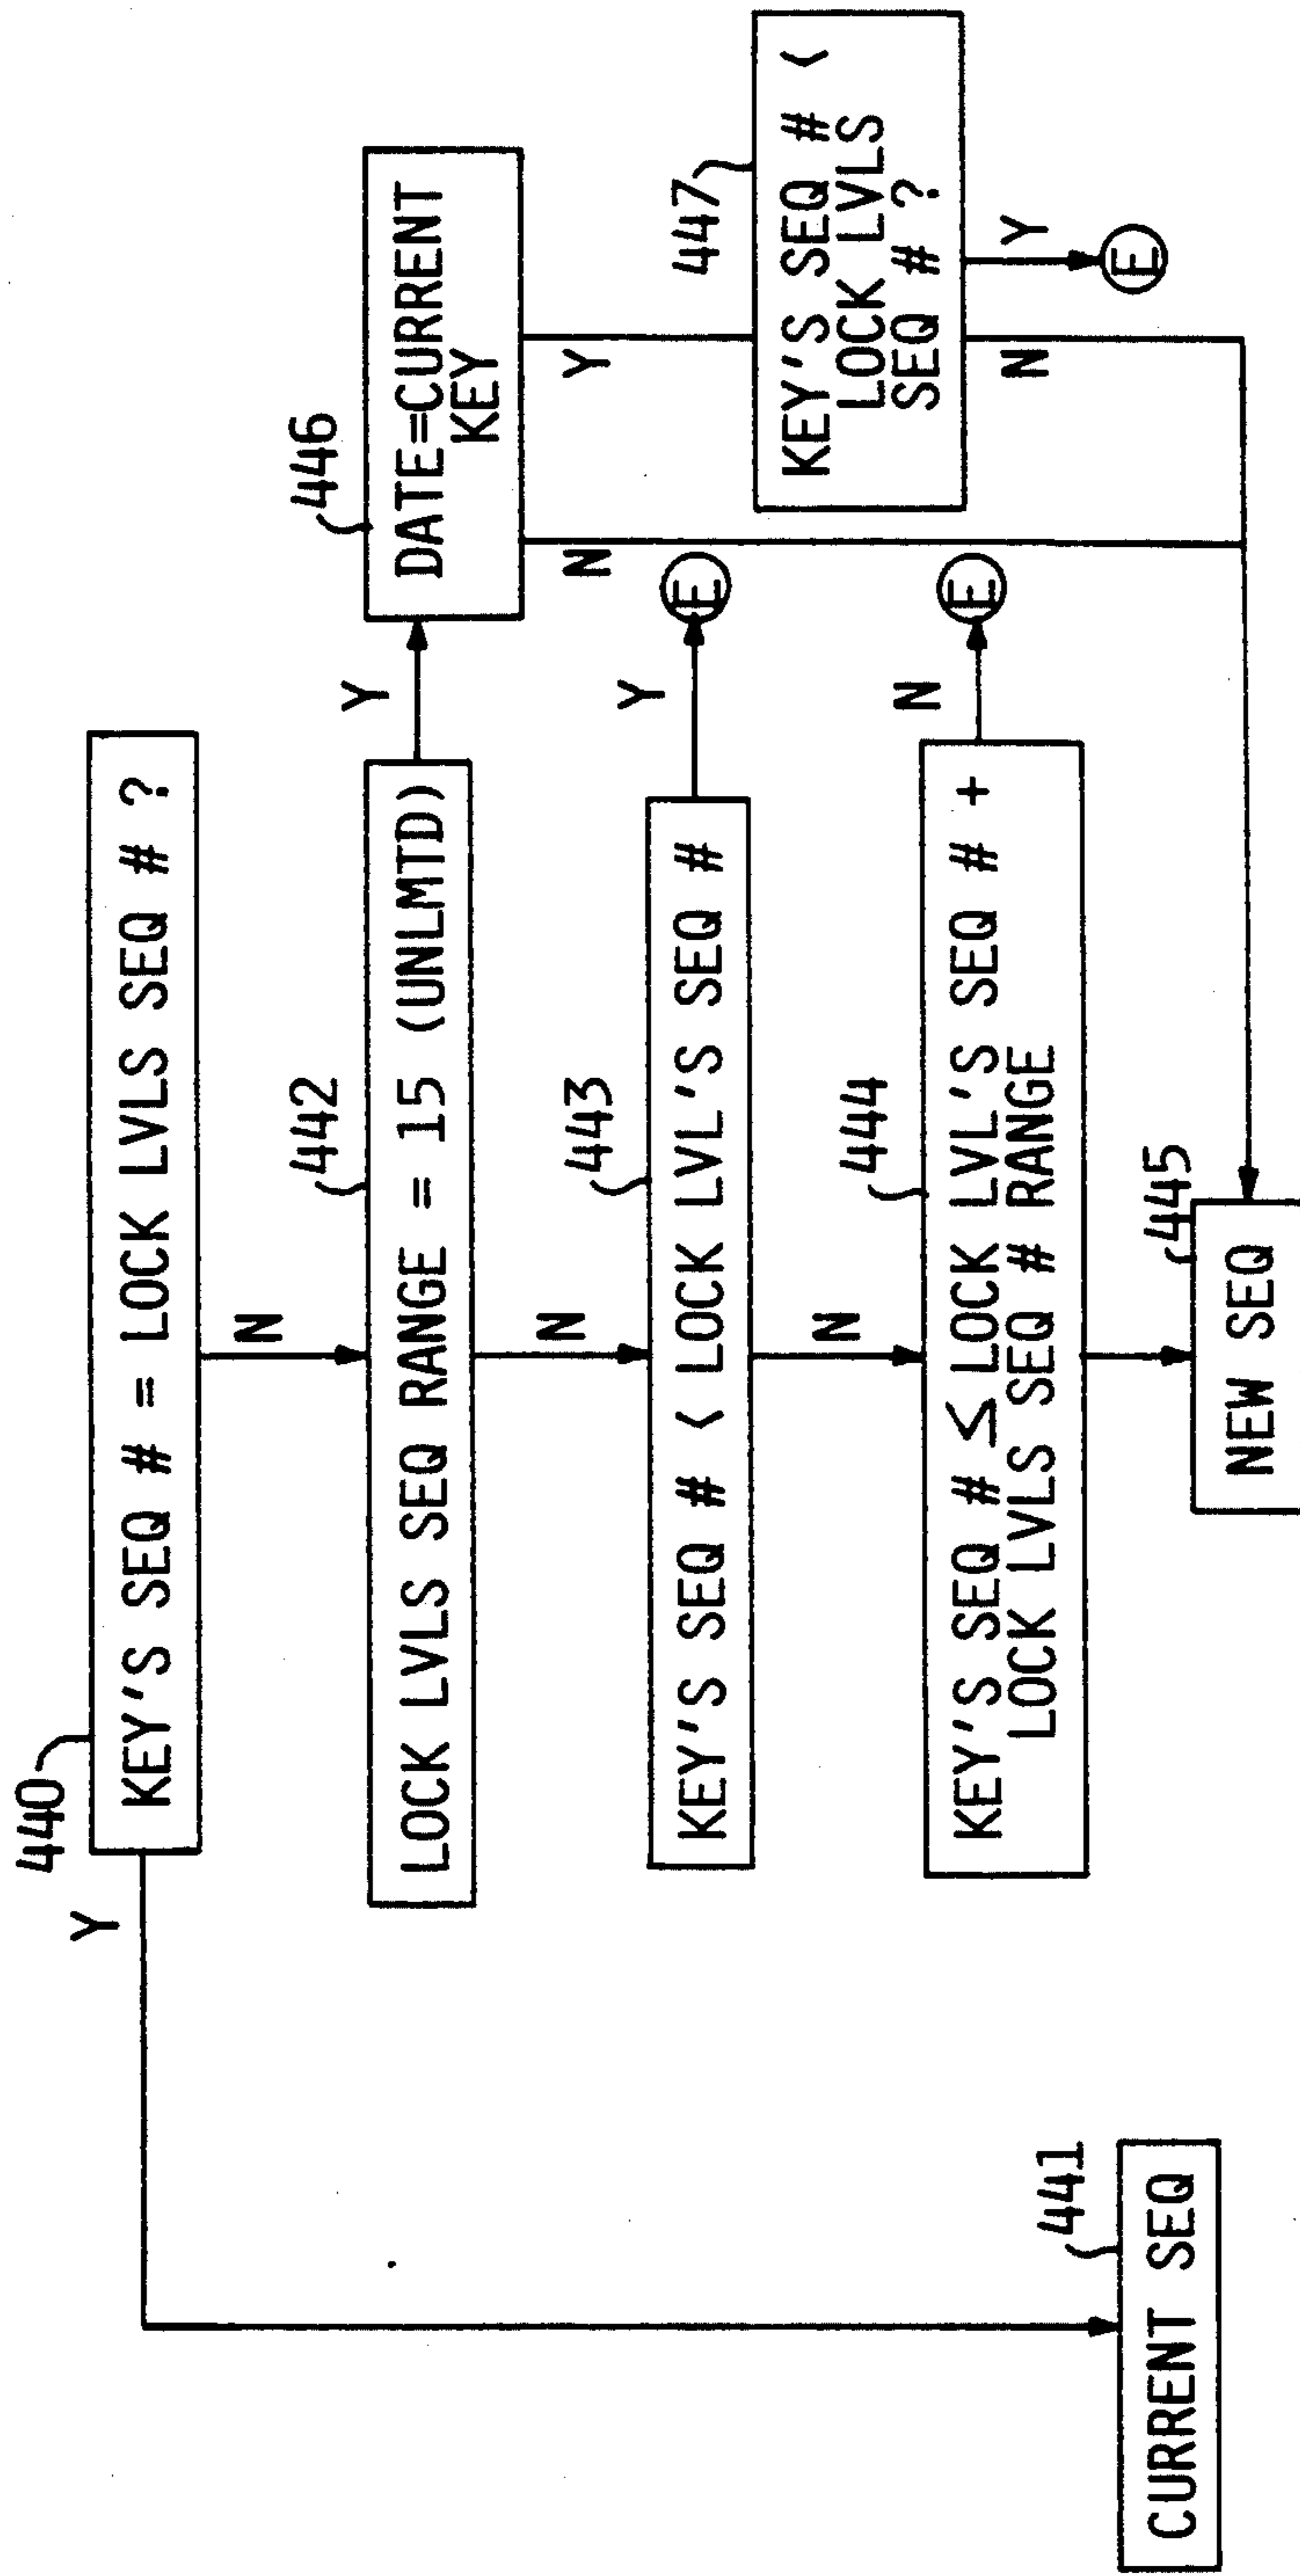 440
KEY'S SEQ # = LOCK LVLS SEQ # ?
Y
N
442
LOCK LVLS SEQ RANGE = 15 (UNLMTD)
Y
446
DATE=CURRENT
KEY
N
Y
N
443
KEY'S SEQ # < LOCK LVL'S SEQ #
Y
E
447
KEY'S SEQ # <
LOCK LVLS
SEQ # ?
N
Y
E
N
444
KEY'S SEQ # ≤ LOCK LVL'S SEQ # +
LOCK LVLS SEQ # RANGE
N
E
441
CURRENT SEQ
445
NEW SEQ